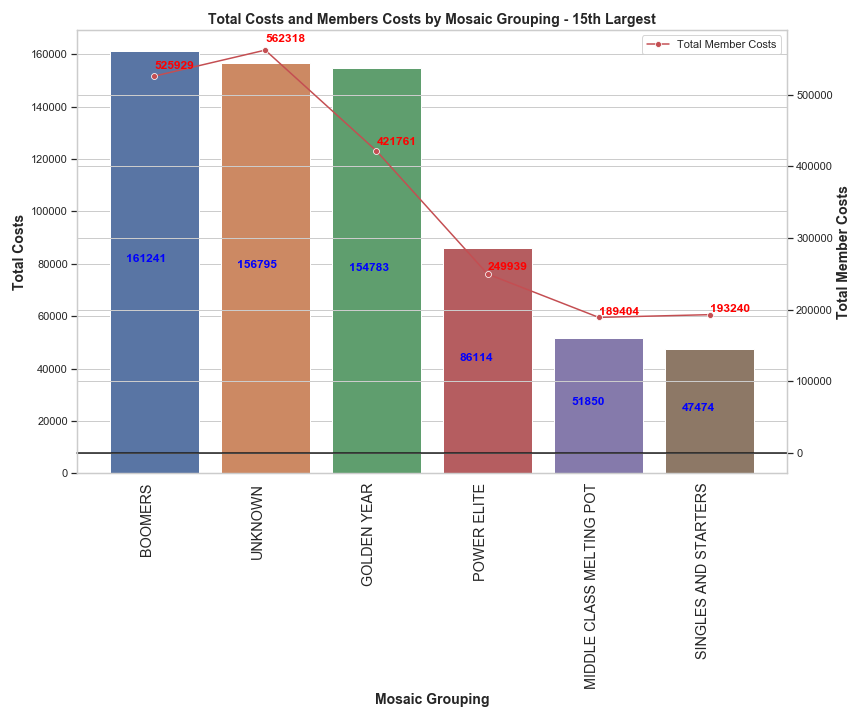 Total Costs and Members Costs by Mosaic Grouping - 15th Largest
Total Member Costs
Total Costs
160000
140000
120000
100000
80000
60000
40000
20000
0
525929
562318
421761
249939
189404
193240
161241
156795
154783
86114
51850
47474
500000
400000
300000
200000
100000
0
Total Member Costs
BOOMERS
UNKNOWN
GOLDEN YEAR
POWER ELITE
MIDDLE CLASS MELTING POT
SINGLES AND STARTERS
Mosaic Grouping